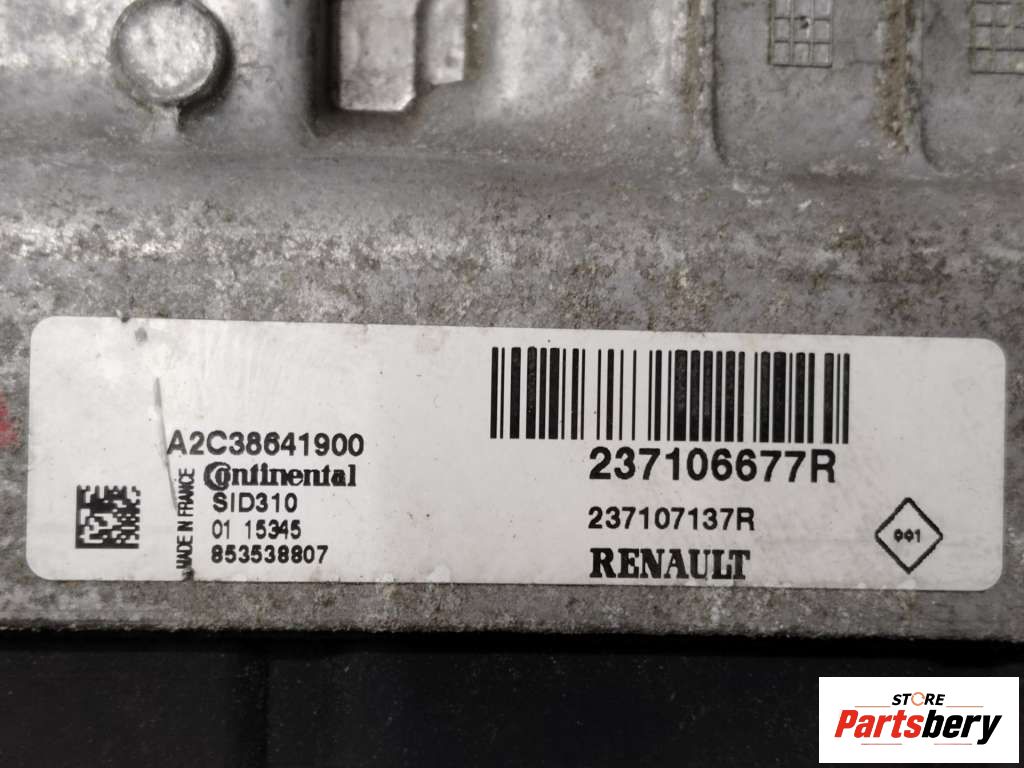 A2C38641900
Continental
SID310
01 15345
853538807
MADE IN FRANCE
237106677R
237107137R
RENAULT
001
STORE
Partsbery